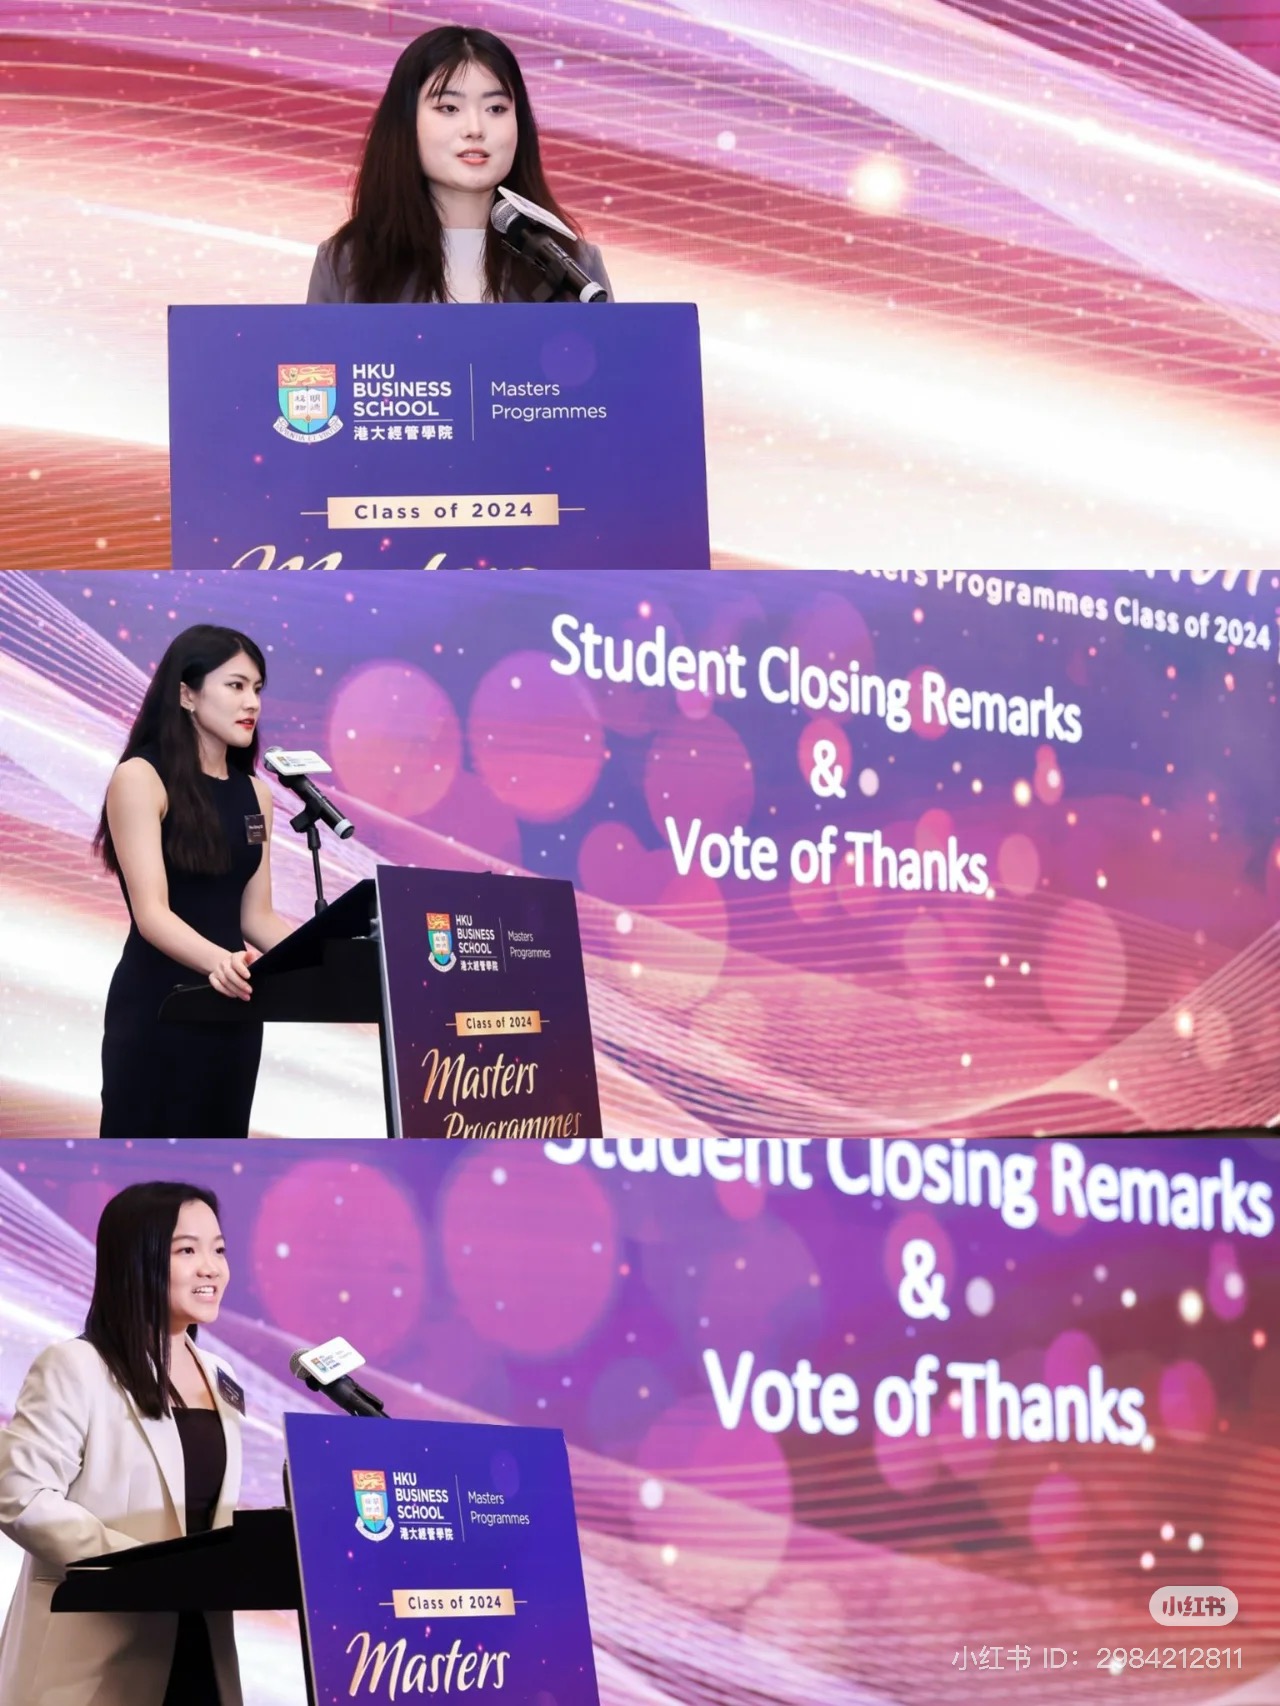 HKU
BUSINESS
SCHOOL
港大經管學院
Masters
Programmes
Class of 2024
Masters
Masters Programmes Class of 2024
Student Closing Remarks
&
Vote of Thanks
HKU
BUSINESS
SCHOOL
港大經管學院
Masters
Programmes
Class of 2024
Masters
Programmes
Student Closing Remarks
&
Vote of Thanks
HKU
BUSINESS
SCHOOL
港大經管學院
Masters
Programmes
Class of 2024
Masters
小红书
小红书 ID: 2984212811